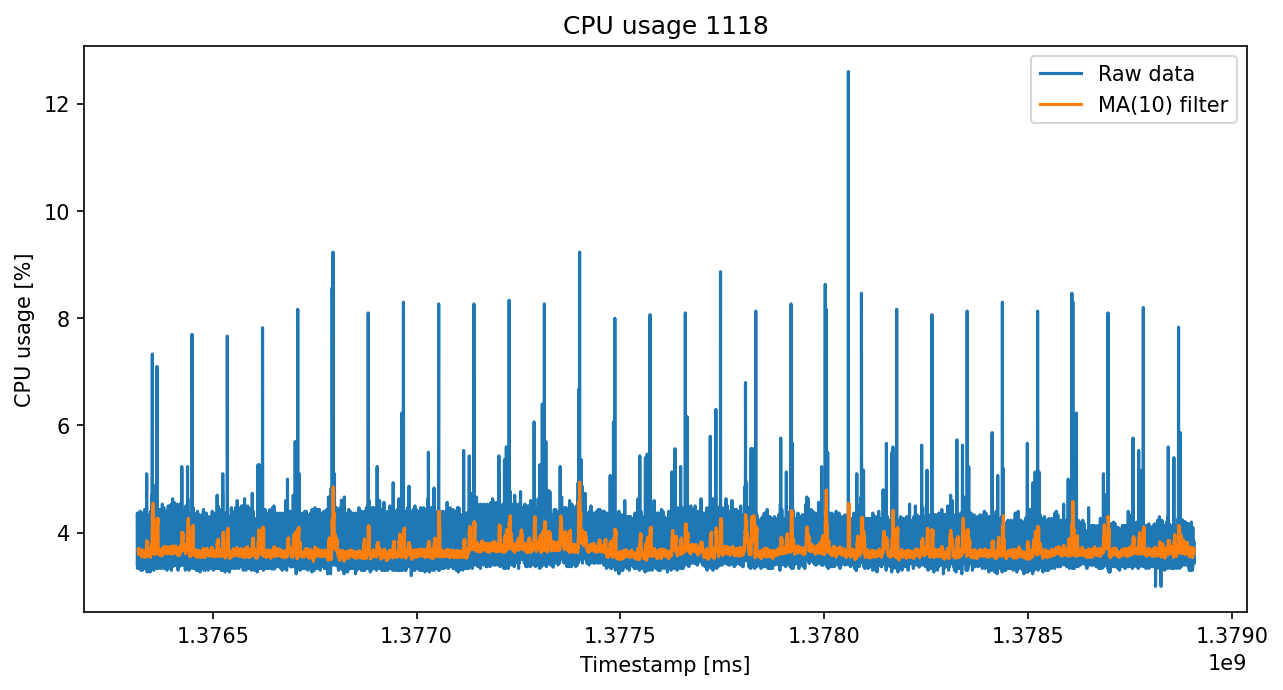 CPU usage 1118
Raw data
MA(10) filter
CPU usage [%]
12
10
8
6
4
1.3765 1.3770 1.3775 1.3780 1.3785 1.3790
1e9
Timestamp [ms]